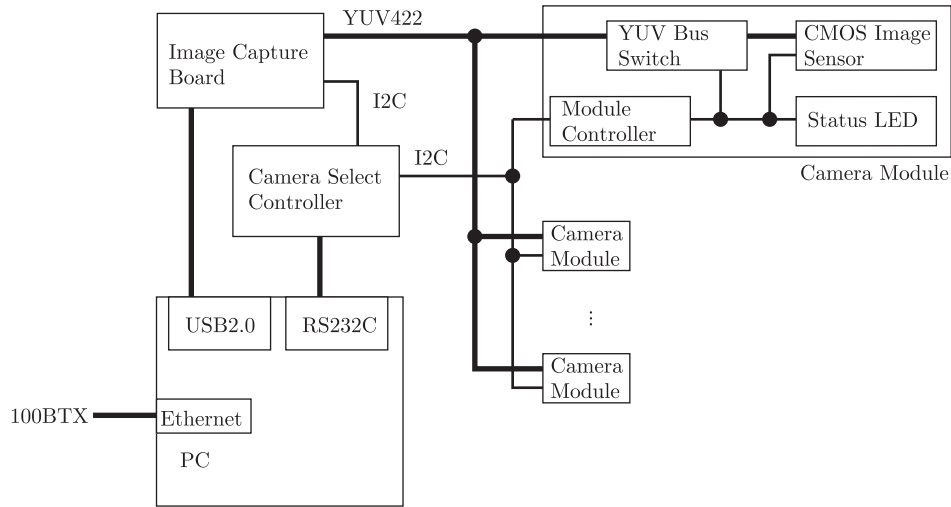 YUV422
Image Capture
Board
I2C
YUV Bus
Switch
CMOS Image
Sensor
Module
Controller
Status LED
Camera Module
I2C
Camera Select
Controller
Camera
Module
⋮
Camera
Module
USB2.0
RS232C
100BTX
Ethernet
PC